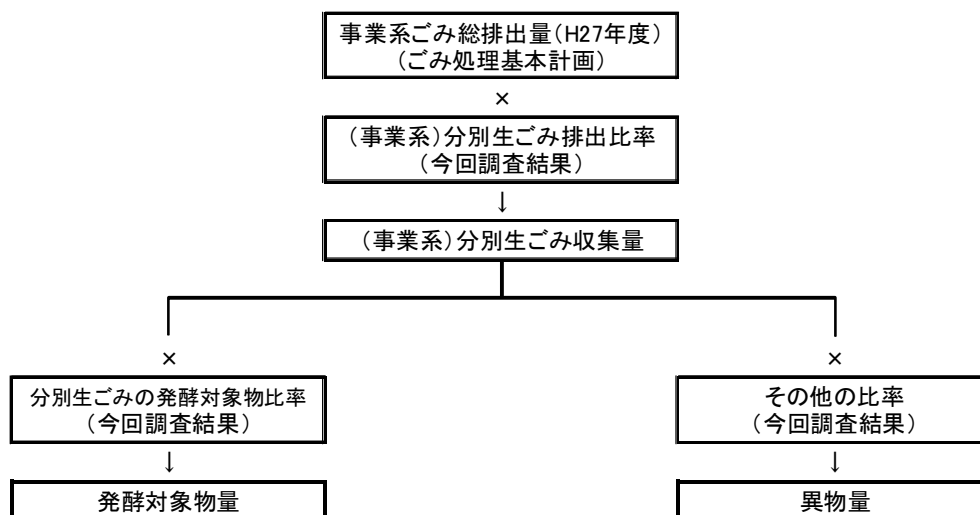 事業系ごみ総排出量(H27年度)
(ごみ処理基本計画)
×
(事業系)分別生ごみ排出比率
(今回調査結果)
↓
(事業系)分別生ごみ収集量
×
×
分別生ごみの発酵対象物比率
(今回調査結果)
その他の比率
(今回調査結果)
↓
↓
発酵対象物量
異物量